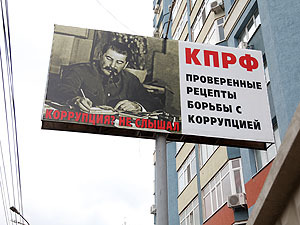 КПРФ
ПРОВЕРЕННЫЕ
РЕЦЕПТЫ
БОРЬБЫ С
КОРРУПЦИЕЙ
КОРРУПЦИЯ? НЕ СЛЫШАЛ